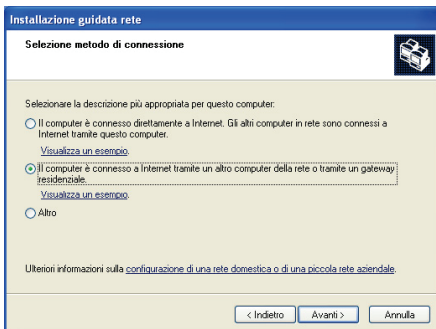 Installazione guidata rete
Selezione metodo di connessione
Selezionare la descrizione più appropriata per questo computer:
Il computer è connesso direttamente a Internet. Gli altri computer in rete sono connessi a
Internet tramite questo computer.
Visualizza un esempio.
Il computer è connesso a Internet tramite un altro computer della rete o tramite un gateway
residenziale.
Visualizza un esempio.
Altro
Ulteriori informazioni sulla configurazione di una rete domestica o di una piccola rete aziendale.
< Indietro
Avanti >
Annulla